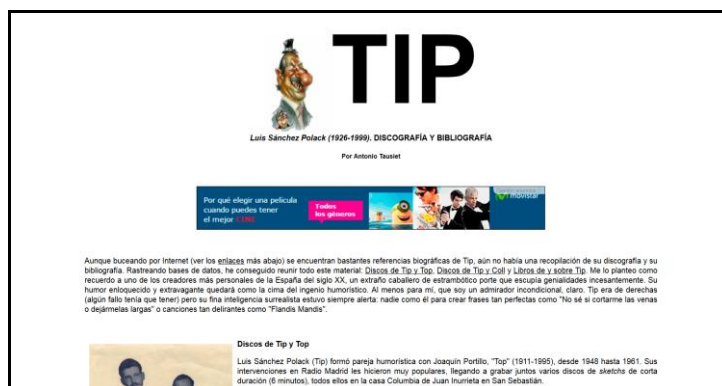 TIP
Luis Sánchez Polack (1926-1999). DISCOGRAFÍA Y BIBLIOGRAFÍA
Por Antonio Tausiet
Por qué elegir una película
cuando puedes tener
el mejor CINE
Todos
los géneros
movistar
Aunque buceando por Internet (ver los enlaces más abajo) se encuentran bastantes referencias biográficas de Tip, aún no había una recopilación de su discografía y su
bibliografía. Rastreando bases de datos, he conseguido reunir todo este material: Discos de Tip y Top, Discos de Tip y Coll y Libros de y sobre Tip. Me lo planteo como
recuerdo a uno de los creadores más personales de la España del siglo XX, un extraño caballero de estrambótico porte que escupía genialidades incesantemente. Su
humor enloquecido y extravagante quedará como la cima del ingenio humorístico. Al menos para mí, que soy un admirador incondicional, claro. Tip era de derechas
(algún fallo tenía que tener) pero su fina inteligencia surrealista estuvo siempre alerta: nadie como él para crear frases tan perfectas como "No sé si cortarme las venas
o dejármelas largas" o canciones tan delirantes como "Flandis Mandis".
Discos de Tip y Top
Luis Sánchez Polack (Tip) formó pareja humorística con Joaquín Portillo, "Top" (1911-1995), desde 1948 hasta 1961. Sus
intervenciones en Radio Madrid les hicieron muy populares, llegando a grabar juntos varios discos de sketchs de corta
duración (6 minutos), todos ellos en la casa Columbia de Juan Inurrieta en San Sebastián.